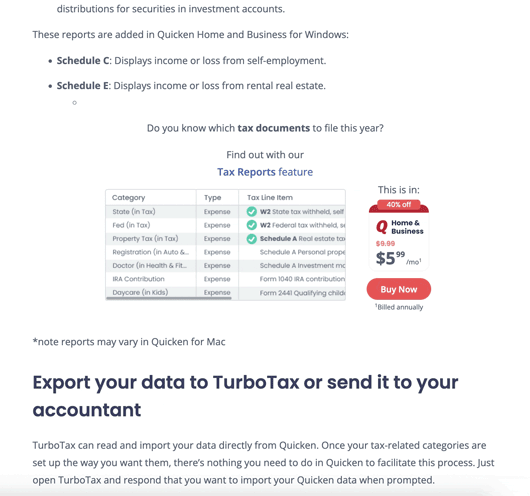 distributions for securities in investment accounts.
These reports are added in Quicken Home and Business for Windows:
• Schedule C: Displays income or loss from self-employment.
• Schedule E: Displays income or loss from rental real estate.
Do you know which tax documents to file this year?
Find out with our
Tax Reports feature
Category Type Tax Line Item
State (in Tax) Expense W2 State tax withheld, self
Fed (in Tax) Expense W2 Federal tax withheld, se
Property Tax (in Tax) Expense Schedule A Real estate tax
Registration (in Auto &... Expense Schedule A Personal prope
Doctor (in Health & Fit... Expense Schedule A Investment mc
IRA Contribution Expense Form 1040 IRA contribution
Daycare (in Kids) Expense Form 2441 Qualifying childc
This is in:
40% off
Q Home &
Business
$9.99
$5.99 /mo¹
Buy Now
†Billed annually
*note reports may vary in Quicken for Mac
Export your data to TurboTax or send it to your
accountant
TurboTax can read and import your data directly from Quicken. Once your tax-related categories are
set up the way you want them, there’s nothing you need to do in Quicken to facilitate this process. Just
open TurboTax and respond that you want to import your Quicken data when prompted.